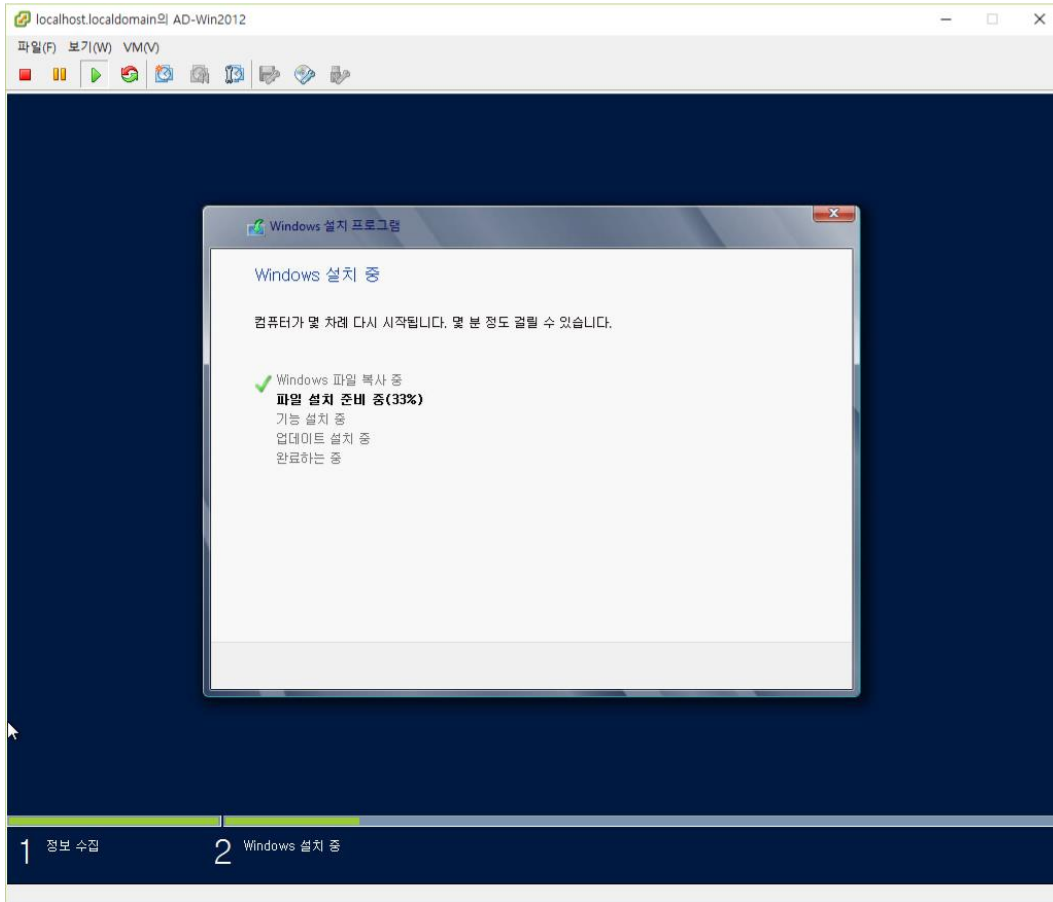 localhost.localdomain의 AD-Win2012
파일(F) 보기(W) VM(V)
Windows 설치 프로그램
Windows 설치 중
컴퓨터가 몇 차례 다시 시작됩니다. 몇 분 정도 걸릴 수 있습니다.
Windows 파일 복사 중
파일 설치 준비 중(33%)
기능 설치 중
업데이트 설치 중
완료하는 중
1 정보 수집
2 Windows 설치 중